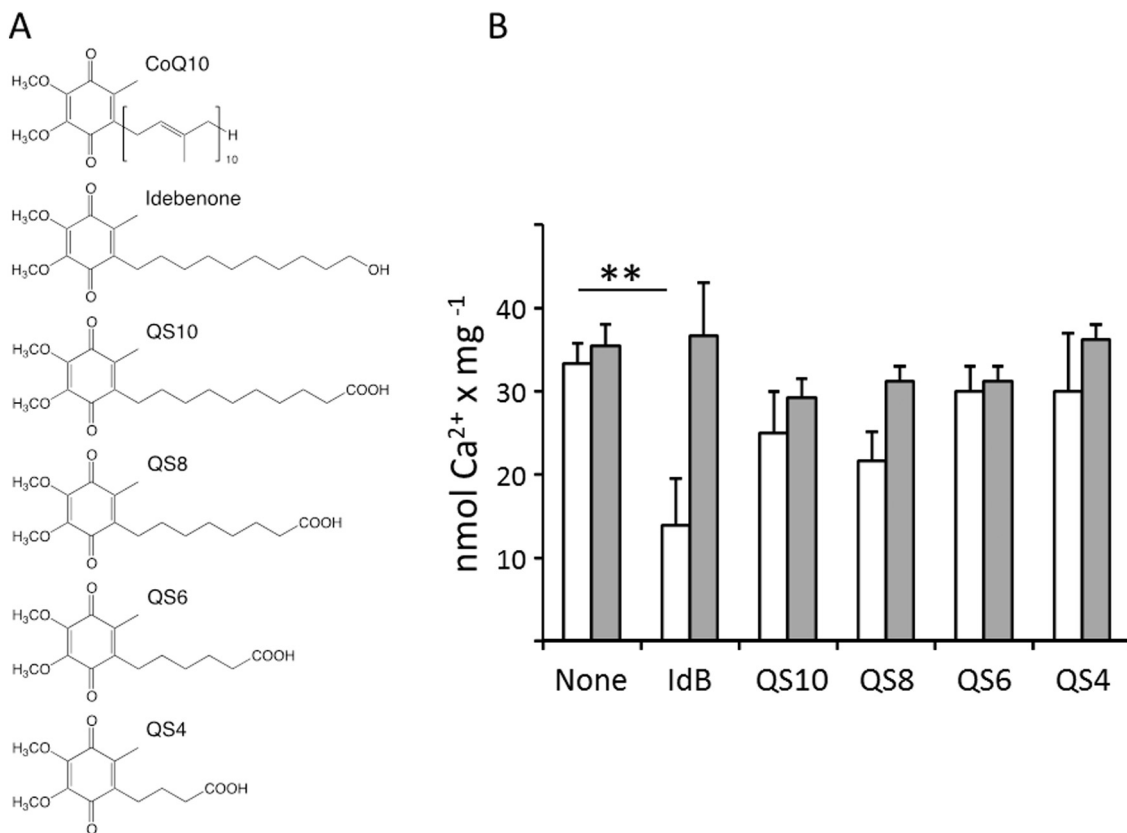 A
O
CoQ10
H₃CO
H₃CO
H
10
O
O
Idebenone
H₃CO
H₃CO
OH
O
O
QS10
H₃CO
H₃CO
COOH
O
O
QS8
H₃CO
H₃CO
COOH
O
O
QS6
H₃CO
H₃CO
COOH
O
O
QS4
H₃CO
COOH
H₃CO
O
B
nmol Ca²⁺ x mg ⁻¹
40
30
20
10
**
None IdB QS10 QS8 QS6 QS4